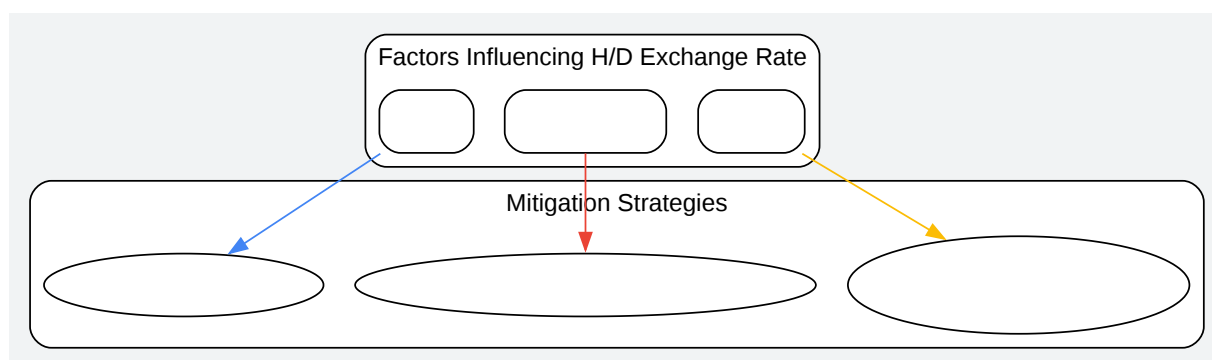 Factors Influencing H/D Exchange Rate
Mitigation Strategies